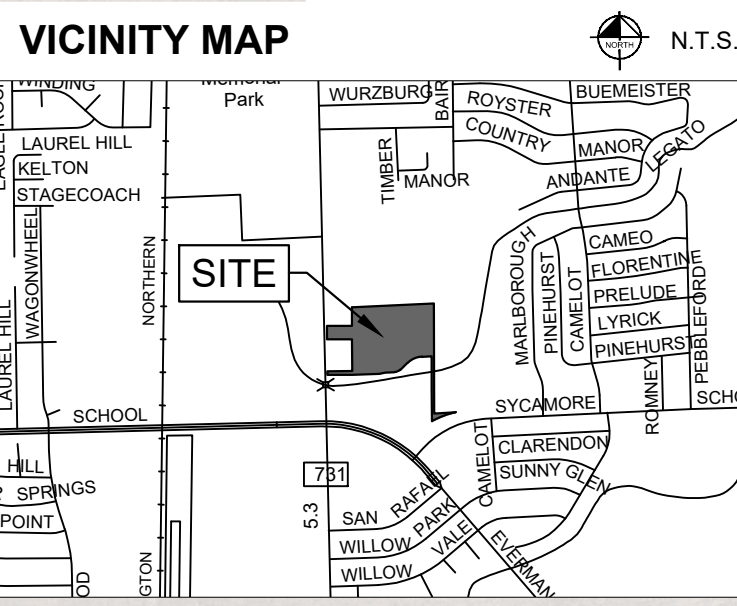 VICINITY MAP
NORTH
N.T.S.
WINDING
Memorial
Park
WURZBURG
BAIR
ROYSTER
BUEMEISTER
LAUREL HILL
COUNTRY
MANOR
LEGATO
KELTON
TIMBER
MANOR
ANDANTE
STAGECOACH
WAGONWHEEL
NORTHERN
SITE
MARLBOROUGH
PINEHURST
CAMELOT
CAMEO
FLORENTINE
PRELUDE
LYRICK
PINEHURST
PEBBLEFORD
LAUREL HILL
ROMNEY
SCHOOL
SYCAMORE
SCHO
CAMELOT
CLARENDON
SUNNY GLEN
HILL
SPRINGS
POINT
731
5.3
SAN
RAFAEL
WILLOW
PARK
WILLOW
VALE
EVERMAN
OD
GTON